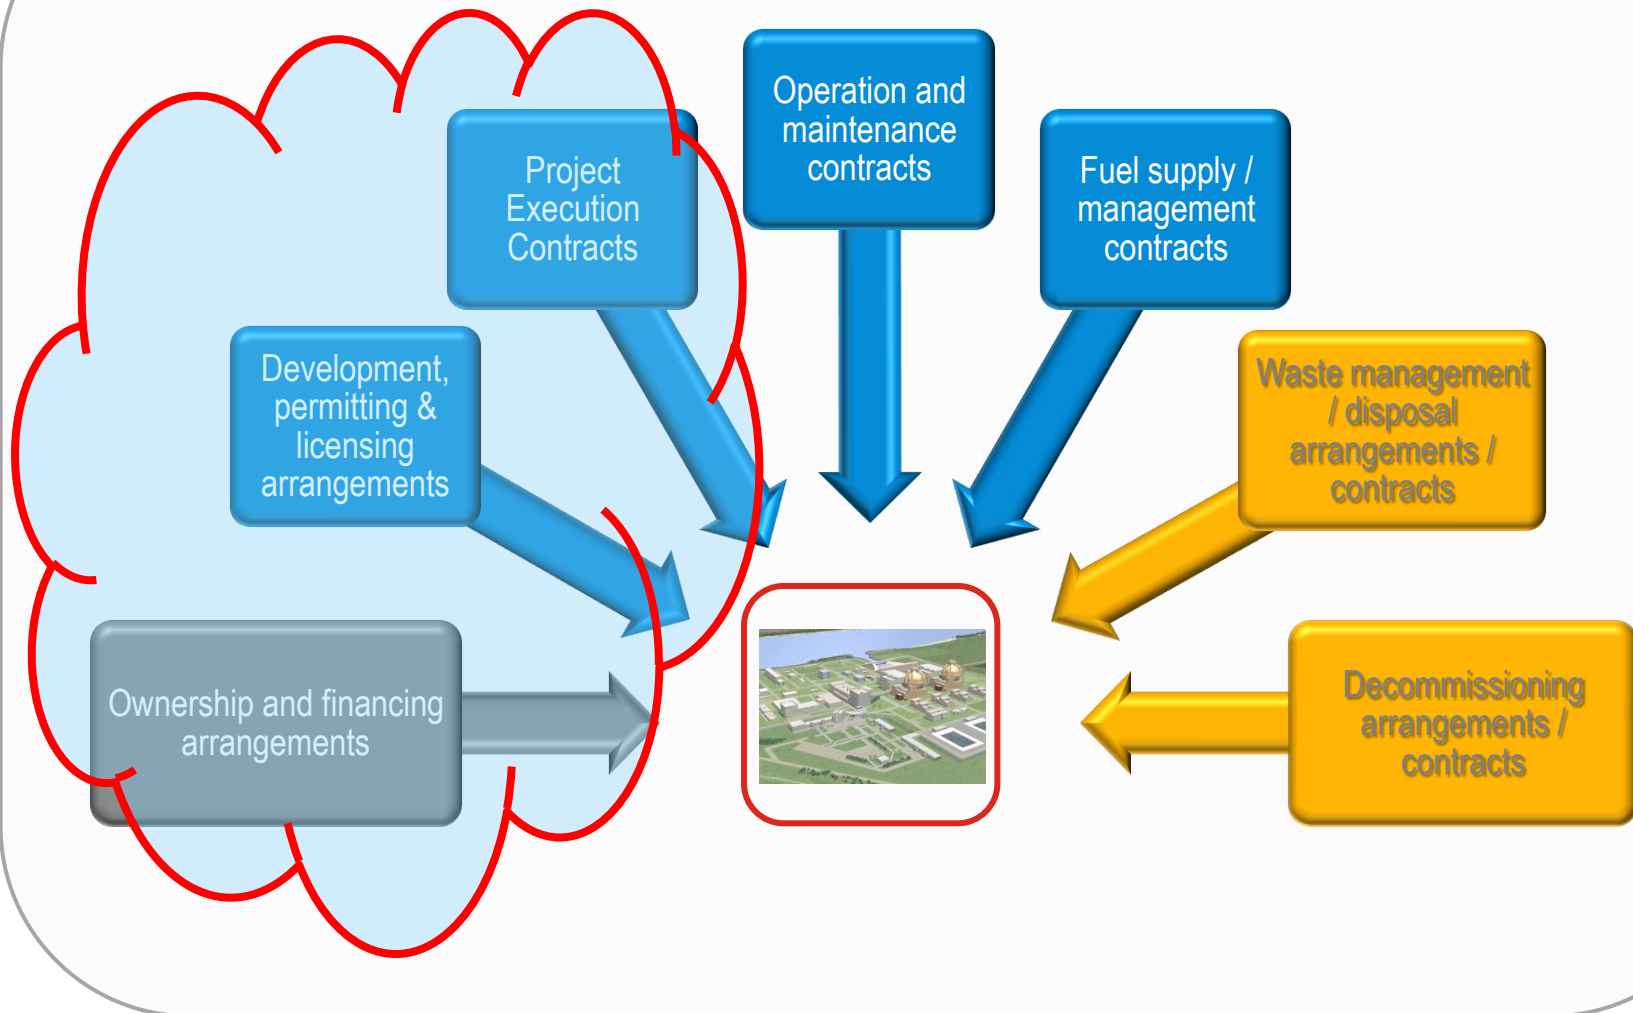 Operation and
maintenance
contracts
Project
Execution
Contracts
Fuel supply /
management
contracts
Development,
permitting &
licensing
arrangements
Waste management
/ disposal
arrangements /
contracts
Ownership and financing
arrangements
Decommissioning
arrangements /
contracts